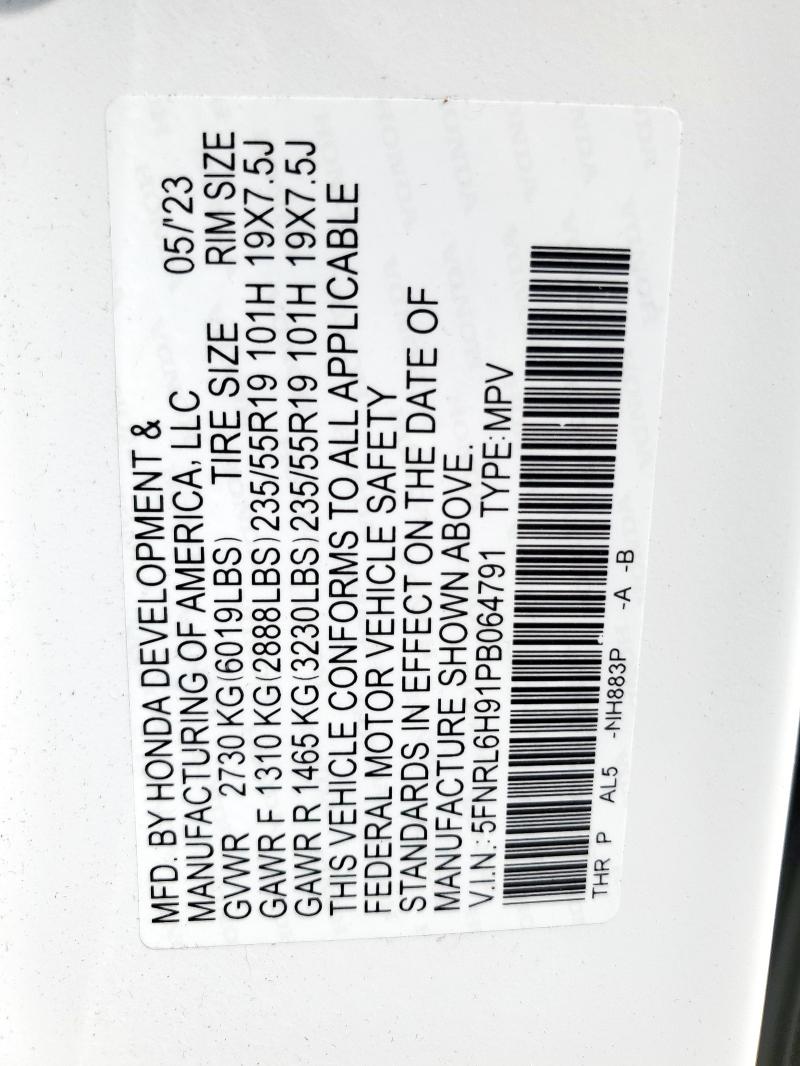 MFD. BY HONDA DEVELOPMENT &
MANUFACTURING OF AMERICA, LLC 05/'23
GVWR 2730 KG(6019LBS) TIRE SIZE RIM SIZE
GAWR F 1310 KG(2888LBS)235/55R19 101H 19X7.5J
GAWR R 1465 KG(3230LBS)235/55R19 101H 19X7.5J
THIS VEHICLE CONFORMS TO ALL APPLICABLE
FEDERAL MOTOR VEHICLE SAFETY
STANDARDS IN EFFECT ON THE DATE OF
MANUFACTURE SHOWN ABOVE.
V.I.N.:5FNRL6H91PB064791 TYPE:MPV
THR P AL5 -NH883P -A -B